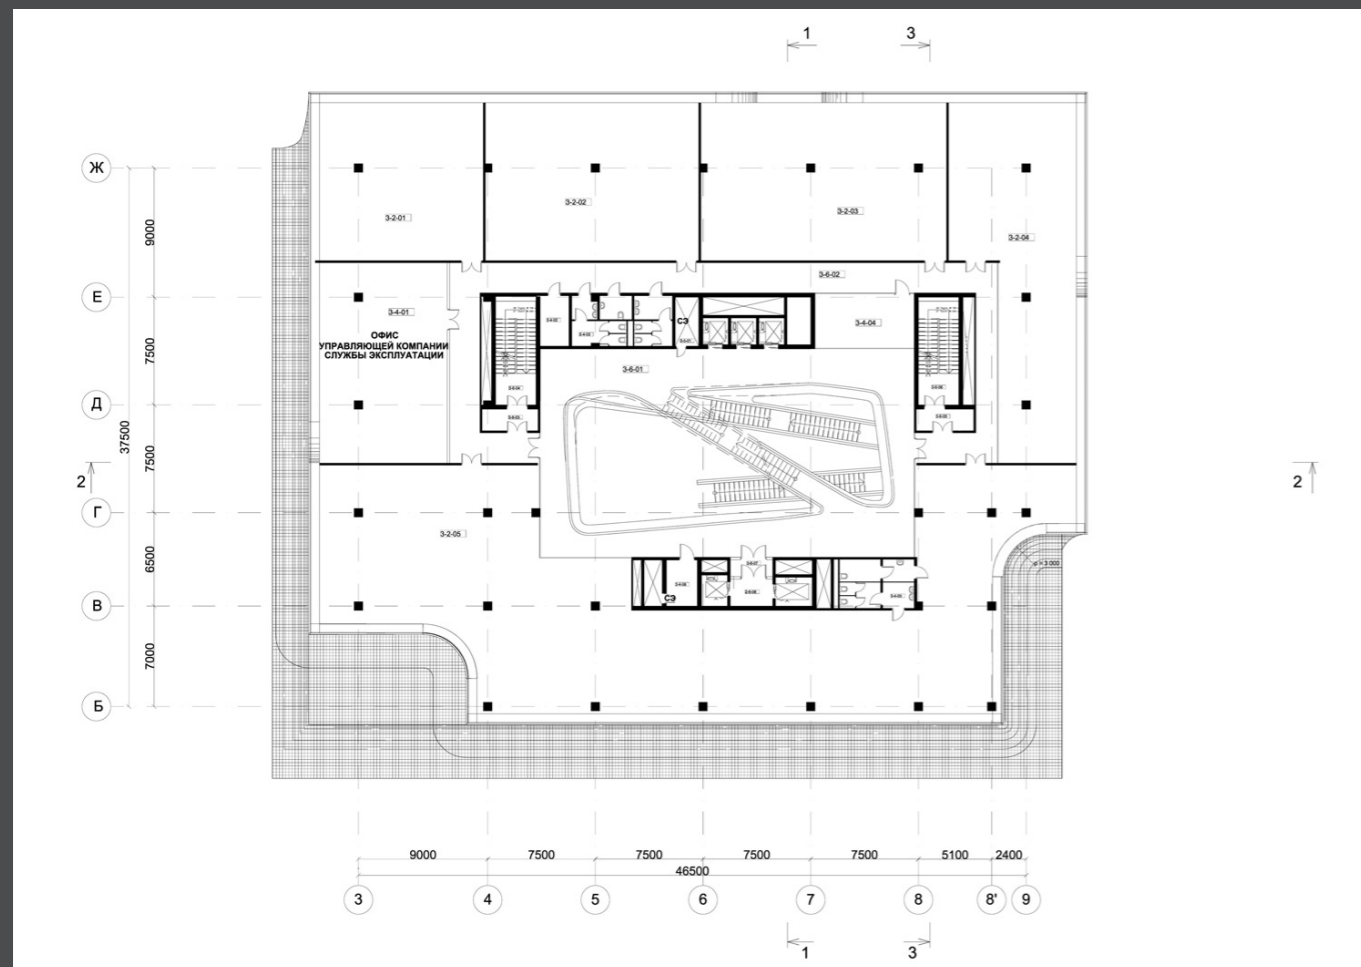 1 3
Ж
3-2-02
3-2-03
3-2-01
9000
3-2-04
3-6-02
Е
3-4-01
3-4-04
СЭ
ОФИС
УПРАВЛЯЮЩЕЙ КОМПАНИИ
СЛУЖБЫ ЭКСПЛУАТАЦИИ
7500
3-6-01
Д
37500
7500
2 2
Г
3-2-05
6500
СЭ
В
7000
Б
9000 7500 7500 7500 7500 5100 2400
46500
3 4 5 6 7 8 8' 9
1 3